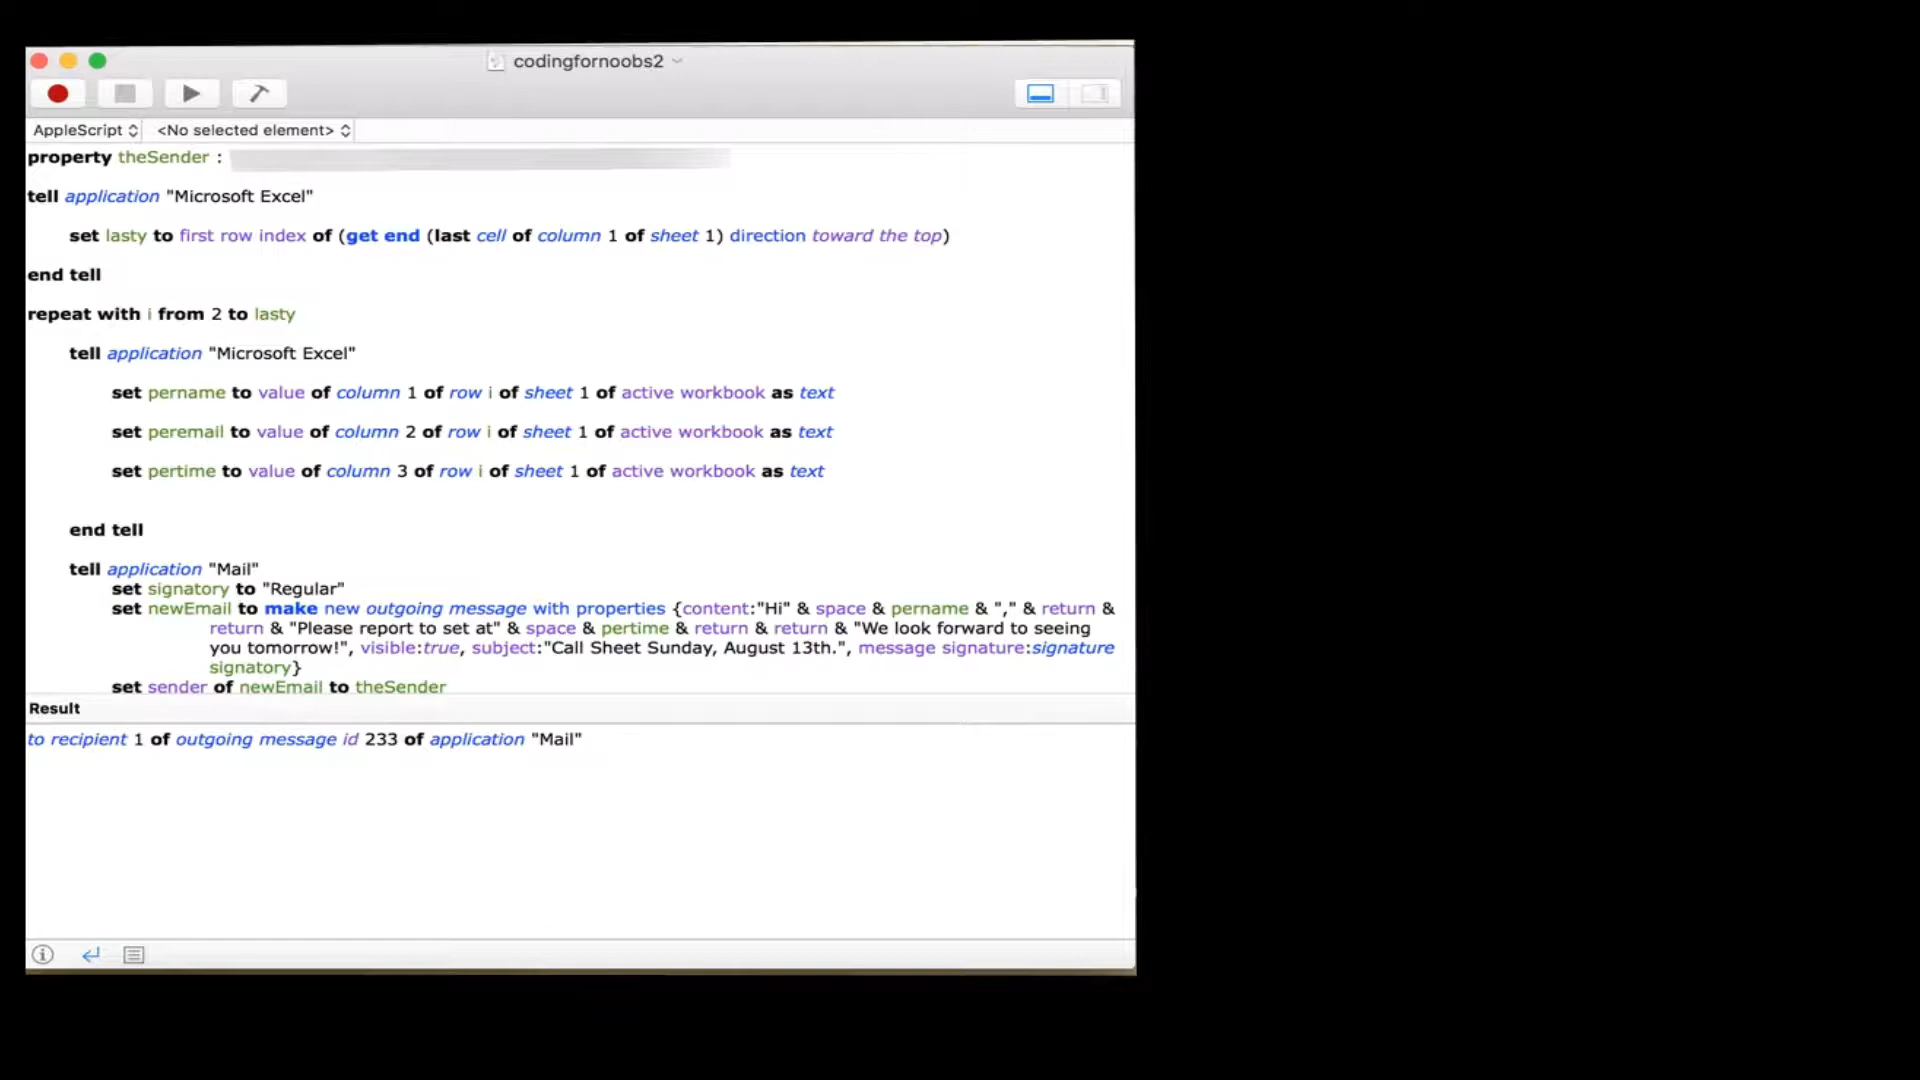 codingfornoobs2
AppleScript <No selected element>
property theSender :
tell application "Microsoft Excel"
set lasty to first row index of (get end (last cell of column 1 of sheet 1) direction toward the top)
end tell
repeat with i from 2 to lasty
tell application "Microsoft Excel"
set pername to value of column 1 of row i of sheet 1 of active workbook as text
set peremail to value of column 2 of row i of sheet 1 of active workbook as text
set pertime to value of column 3 of row i of sheet 1 of active workbook as text
end tell
tell application "Mail"
set signatory to "Regular"
set newEmail to make new outgoing message with properties {content:"Hi" & space & pername & "," & return &
return & "Please report to set at" & space & pertime & return & return & "We look forward to seeing
you tomorrow!", visible:true, subject:"Call Sheet Sunday, August 13th.", message signature:signature
signatory}
set sender of newEmail to theSender
Result
to recipient 1 of outgoing message id 233 of application "Mail"